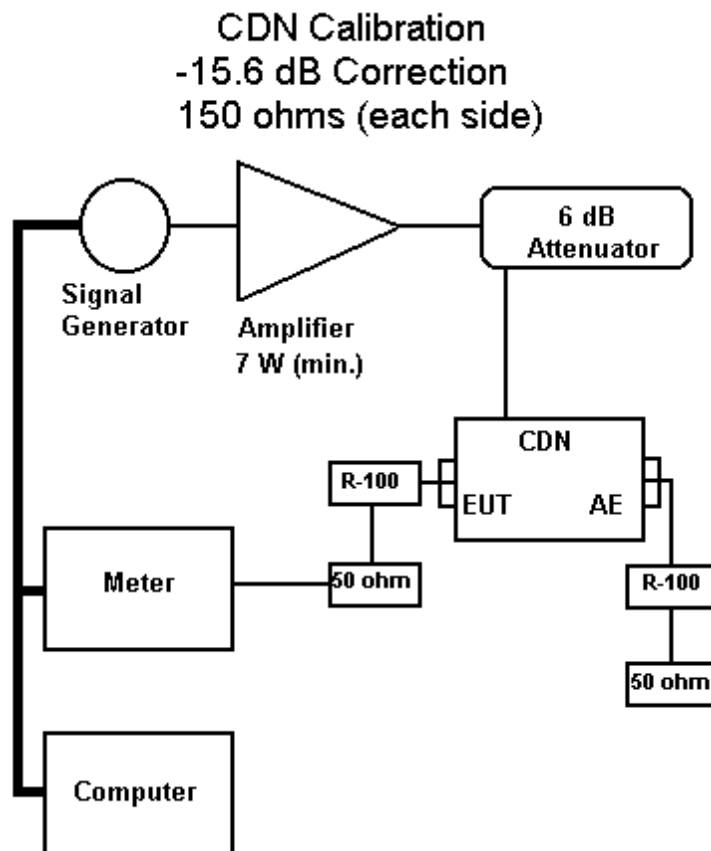 CDN Calibration
-15.6 dB Correction
150 ohms (each side)
6 dB
Attenuator
Signal
Generator
Amplifier
7 W (min.)
CDN
R-100
EUT
AE
Meter
50 ohm
R-100
50 ohm
Computer